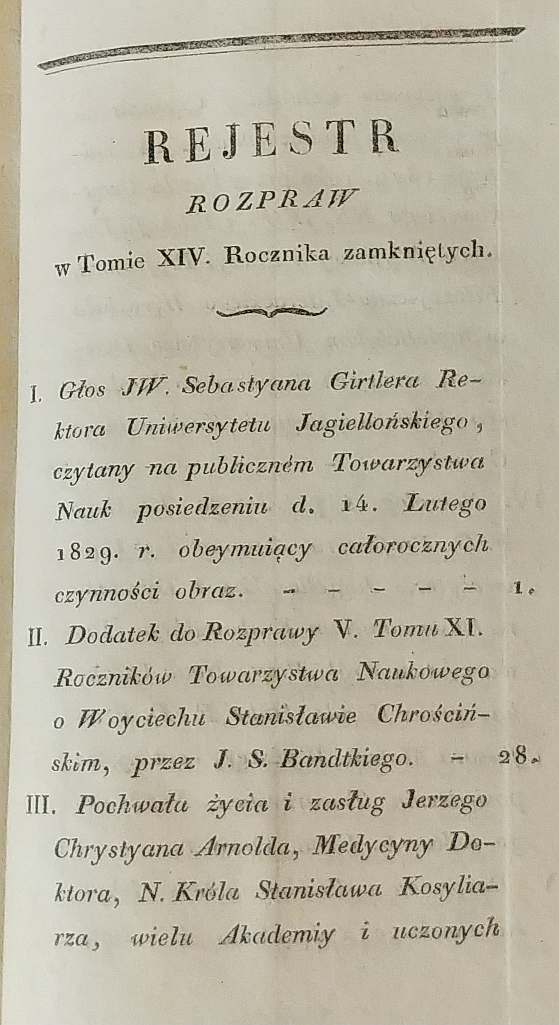 REJESTR
ROZPRAW
w Tomie XIV. Rocznika zamkniętych.
I. Głos JW. Sebastyana Girtlera Re-
ktora Uniwersytetu Jagiellońskiego,
czytany na publiczném Towarzystwa
Nauk posiedzeniu d. 14. Lutego
1829. r. obeymuiący całorocznych
czynności obraz. - - - - - 1.
II. Dodatek do Rozprawy V. Tomu XI.
Roczników Towarzystwa Naukowego
o Woyciechu Stanisławie Chrościń-
skim, przez J. S. Bandtkiego. - 28.
III. Pochwała życia i zasług Jerzego
Chrystyana Arnolda, Medycyny Do-
ktora, N. Króla Stanisława Kosylia-
rza, wielu Akademiy i uczonych